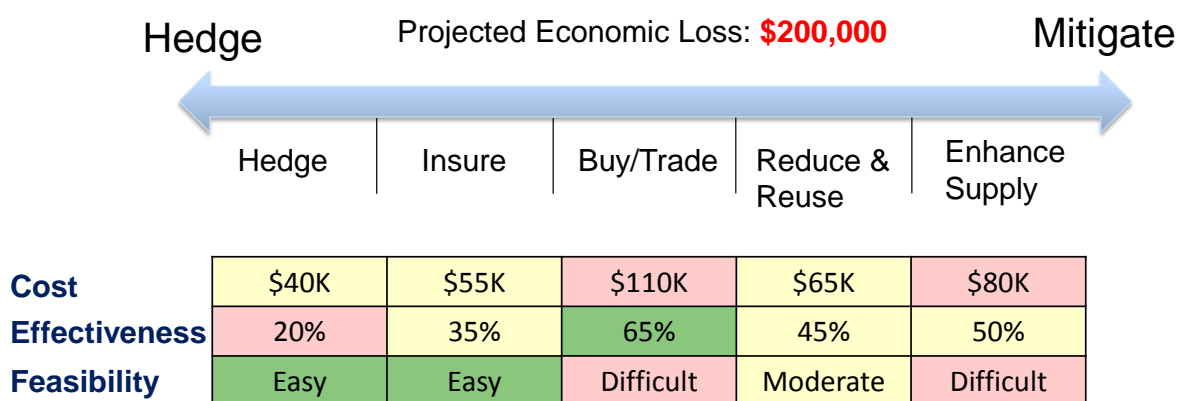 Hedge
Projected Economic Loss: $200,000
Mitigate
Hedge
Insure
Buy/Trade
Reduce &
Reuse
Enhance
Supply
Cost $40K $55K $110K $65K $80K
Effectiveness 20% 35% 65% 45% 50%
Feasibility Easy Easy Difficult Moderate Difficult